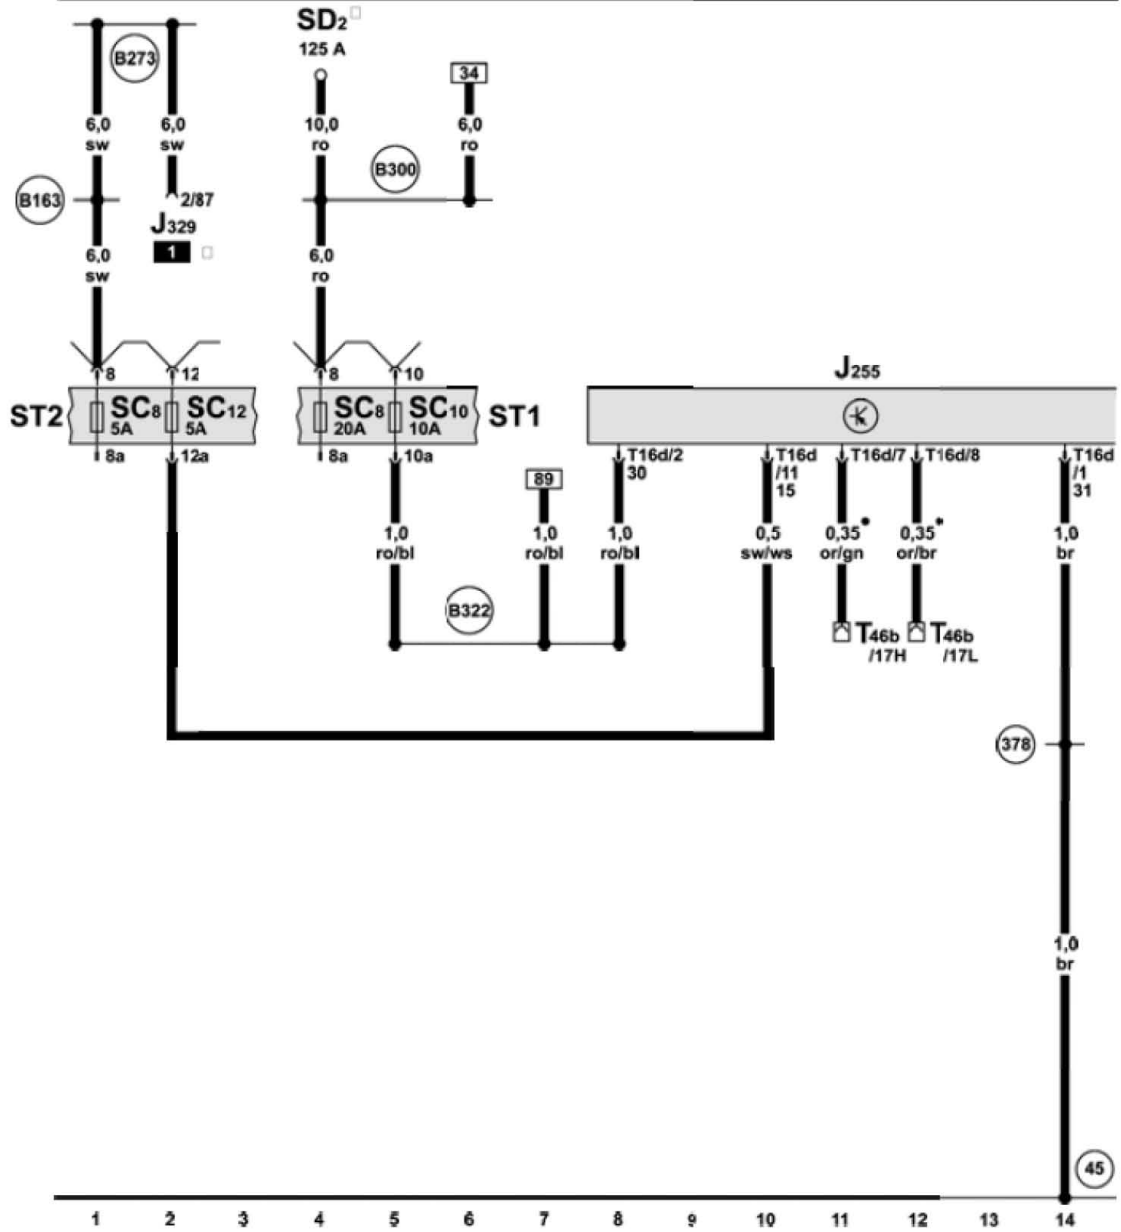 SD2
125 A
B273
34
6,0 6,0 10,0 6,0
sw sw ro ro
B300
B163
2/87
J329
1
6,0 6,0
sw ro
8 12 8 10
J255
ST2 SC8 SC12 SC8 SC10 ST1
5A 5A 20A 10A
8a 12a 8a 10a
T16d/2 T16d T16d/7 T16d/8 T16d
30 /11 /1
15 31
89
1,0 1,0 1,0 0,5 0,35* 0,35* 1,0
ro/bl ro/bl ro/bl sw/ws or/gn or/br br
B322
T46b T46b
/17H /17L
378
1,0
br
45
1 2 3 4 5 6 7 8 9 10 11 12 13 14